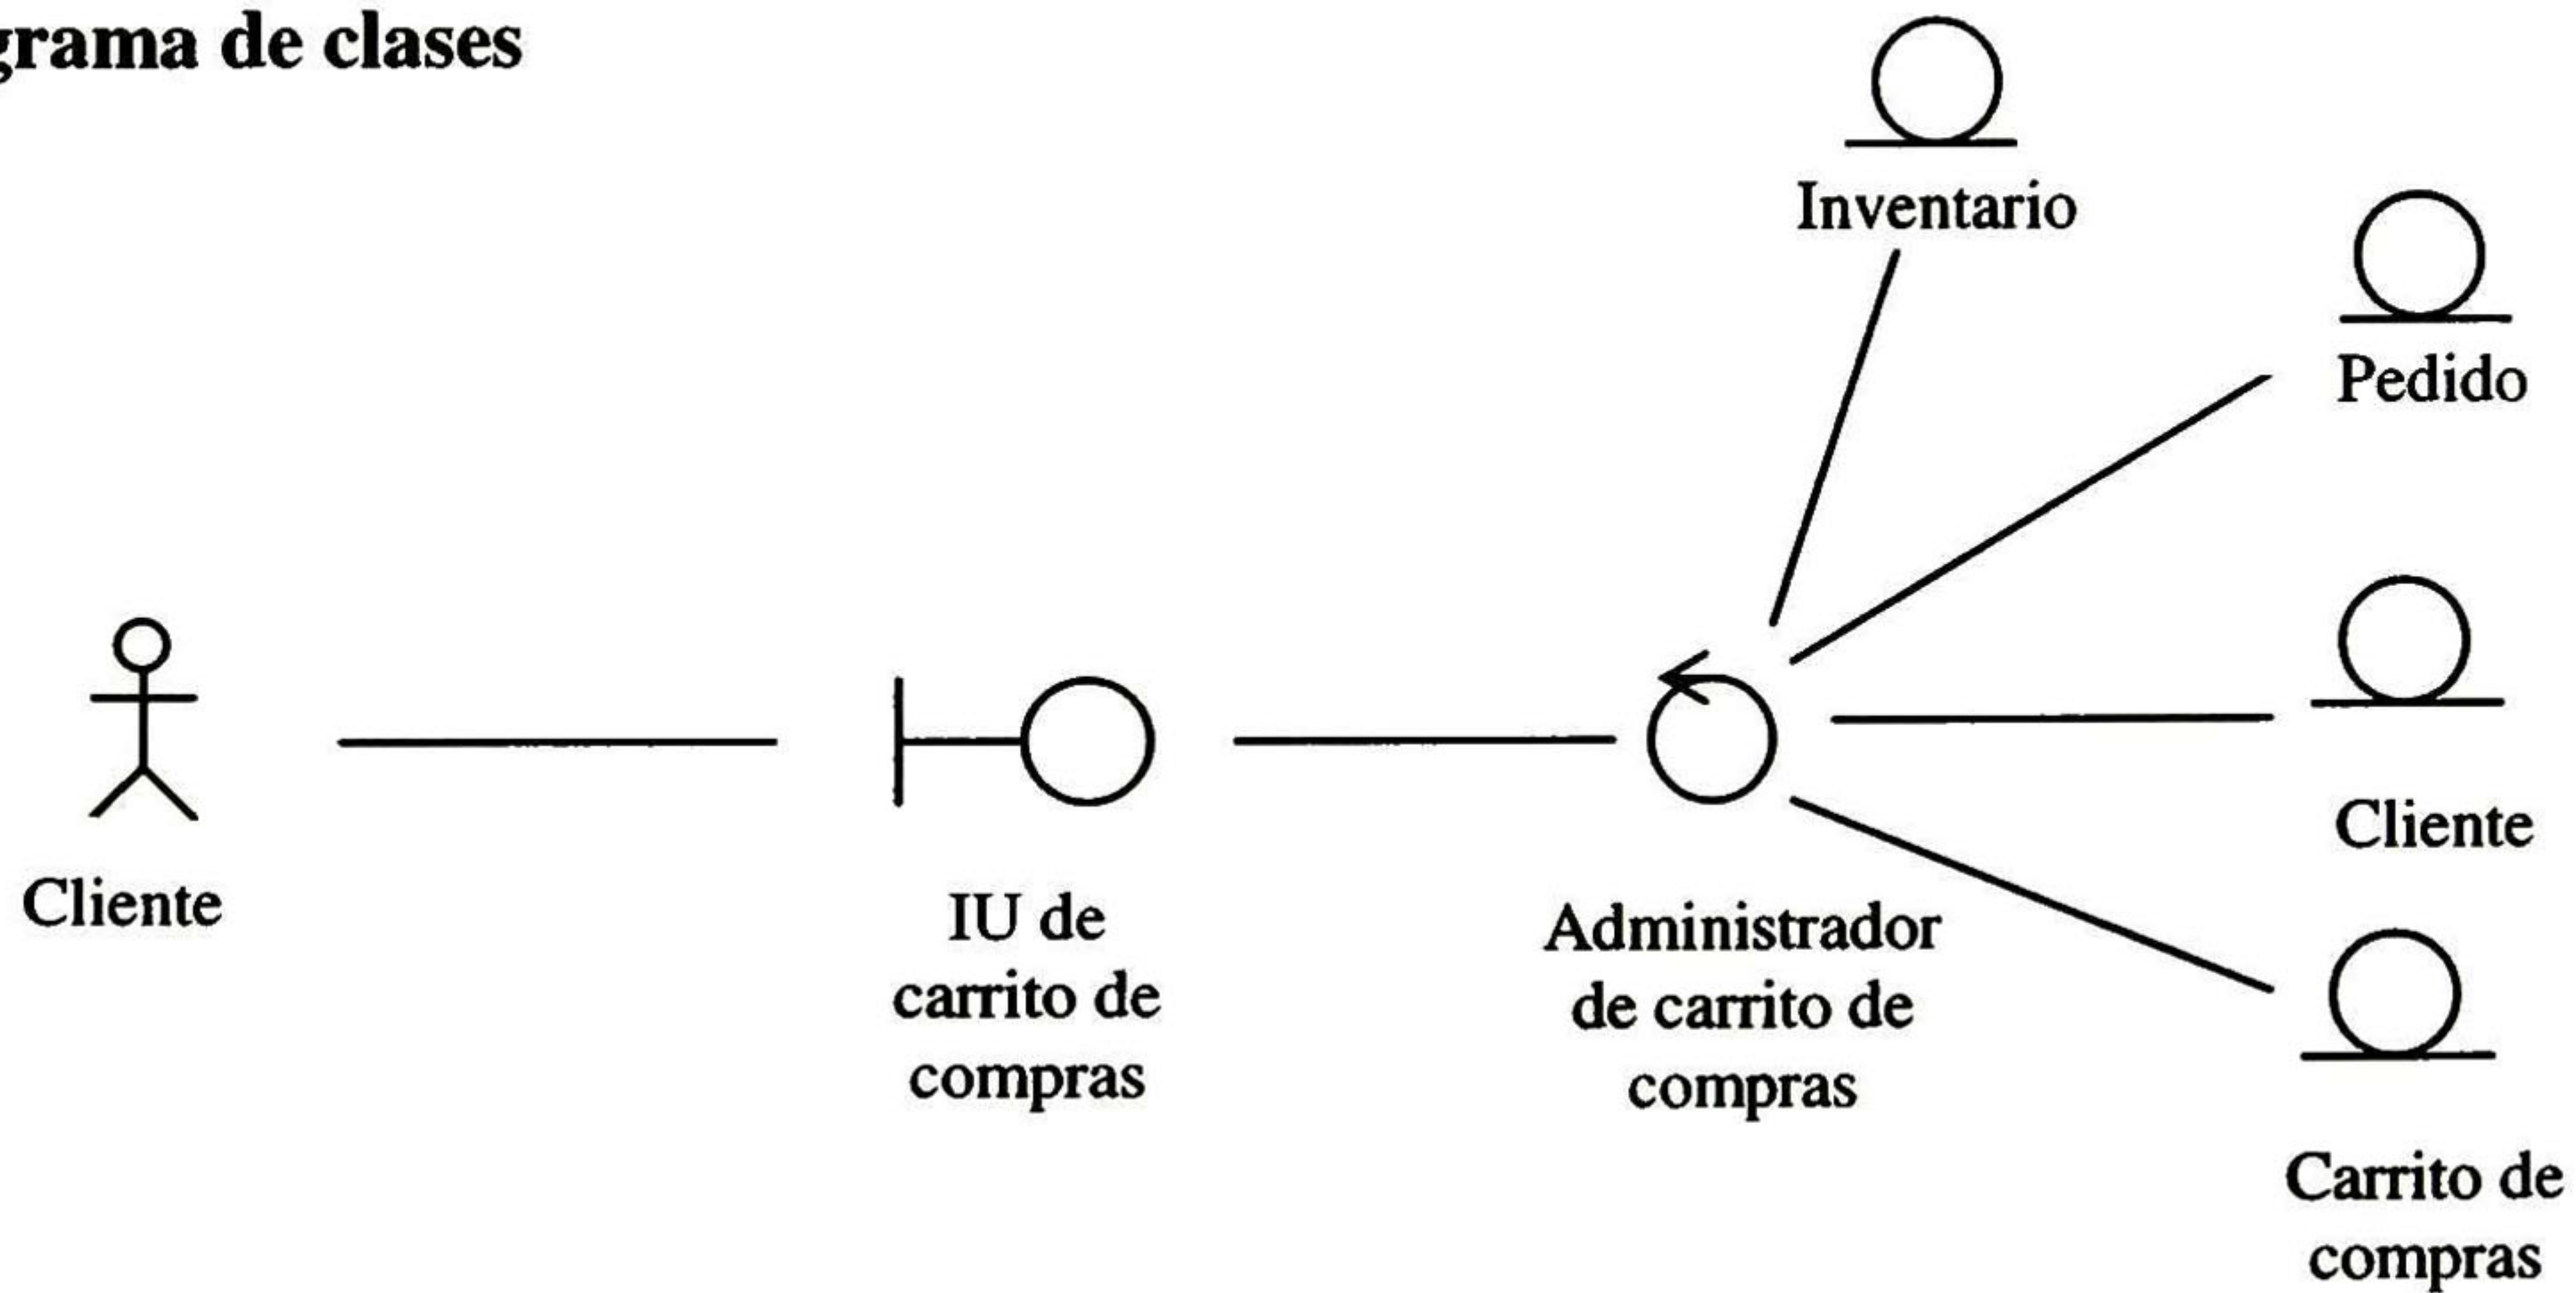 grama de clases
Inventario
Pedido
Cliente
Cliente
IU de
carrito de
compras
Administrador
de carrito de
compras
Carrito de
compras